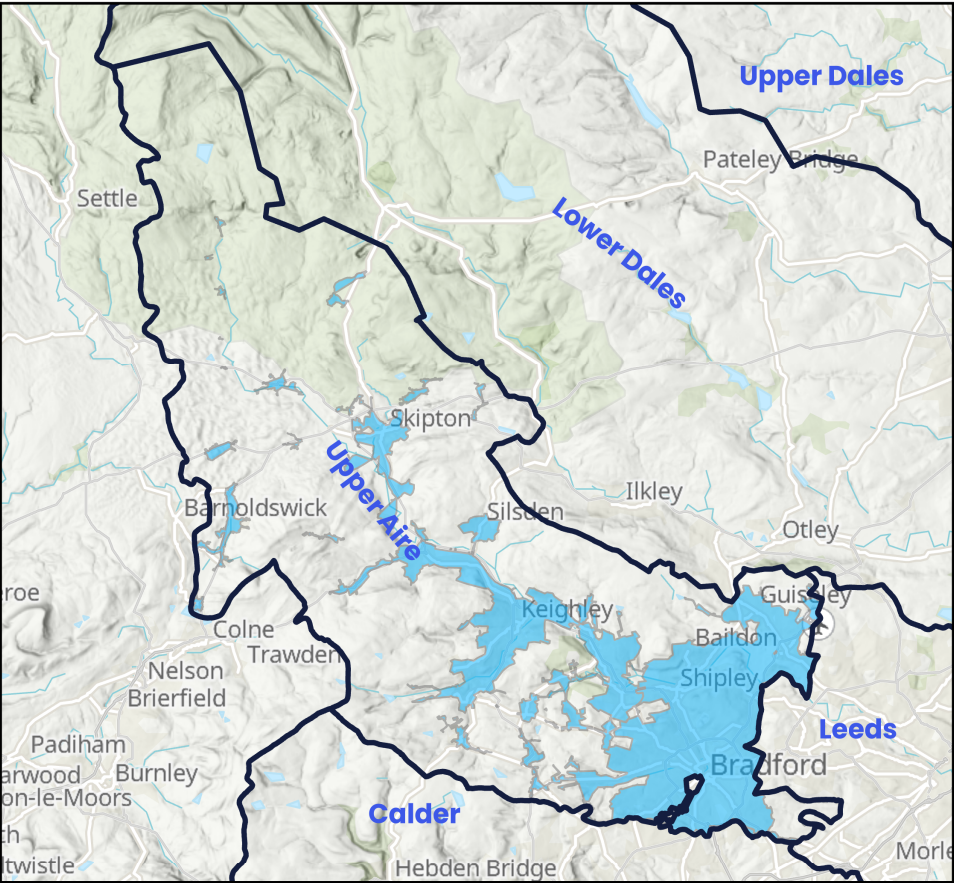 Upper Dales
Pateley Bridge
Settle
Lower Dales
Skipton
Upper Aire
Ilkley
Barnoldswick
Silsden
Otley
eroe
Guiseley
Keighley
Colne
Baildon
Trawden
Nelson
Shipley
Brierfield
Leeds
Padiham
Bradford
arwood
Burnley
on-le-Moors
Calder
th
Morle
ltwistle
Hebden Bridge